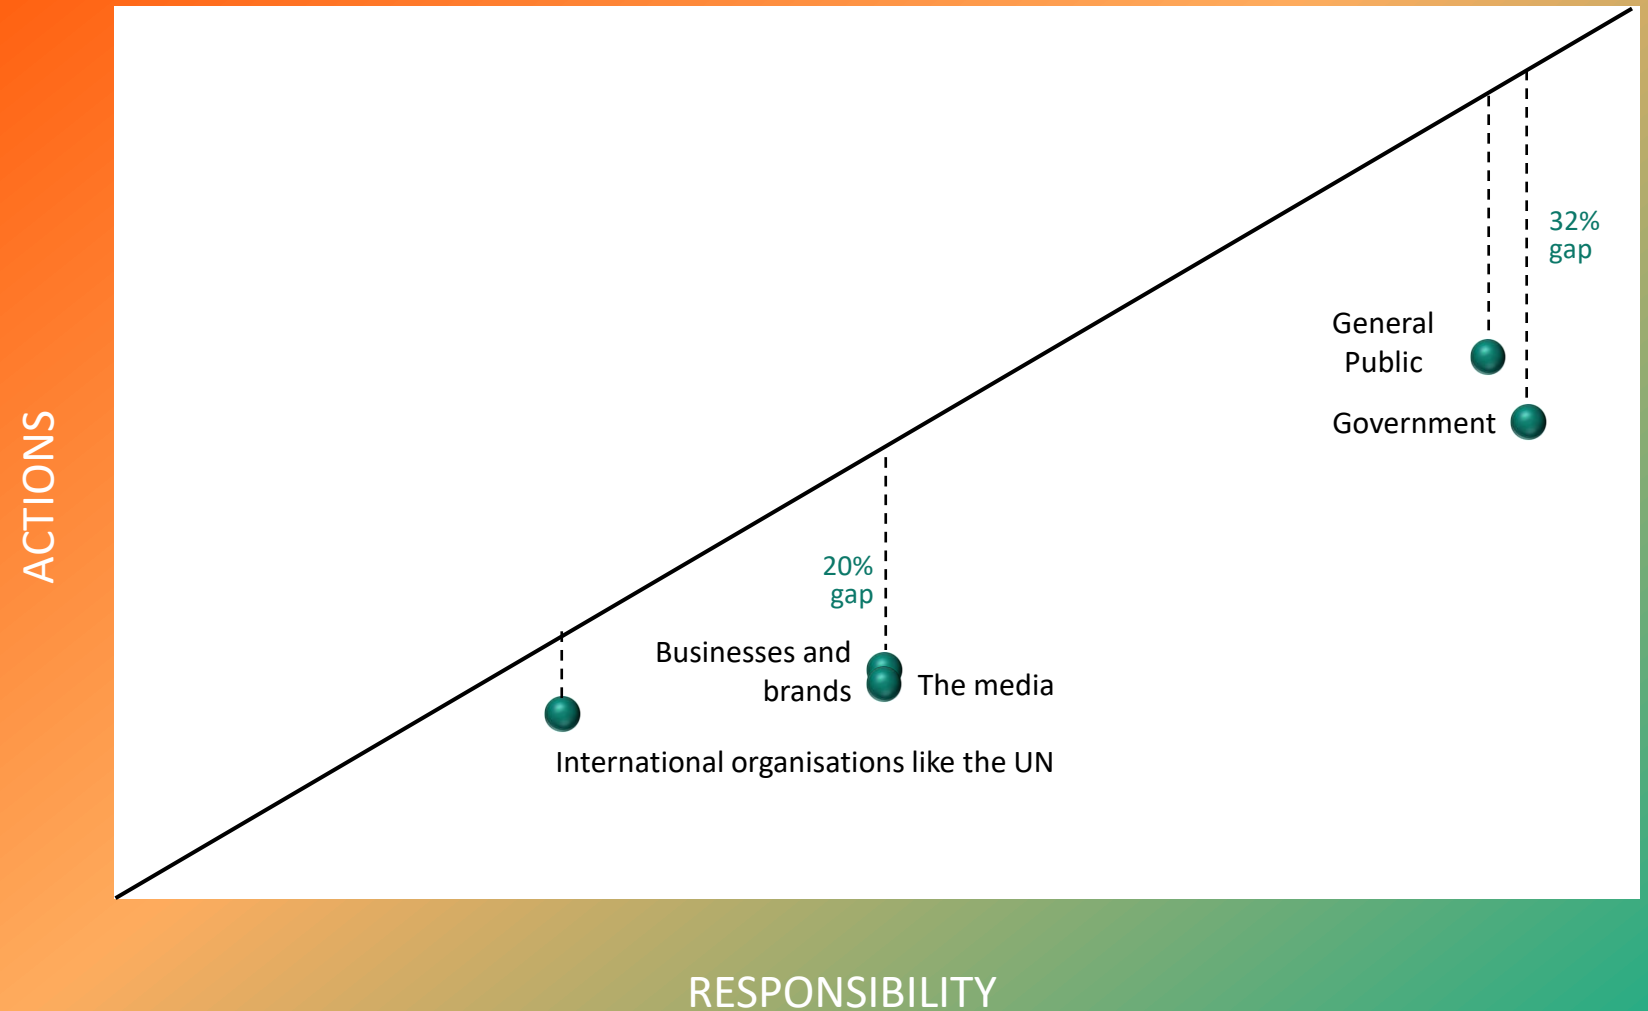 32%
gap
General
Public
Government
ACTIONS
20%
gap
Businesses and
brands
The media
International organisations like the UN
RESPONSIBILITY